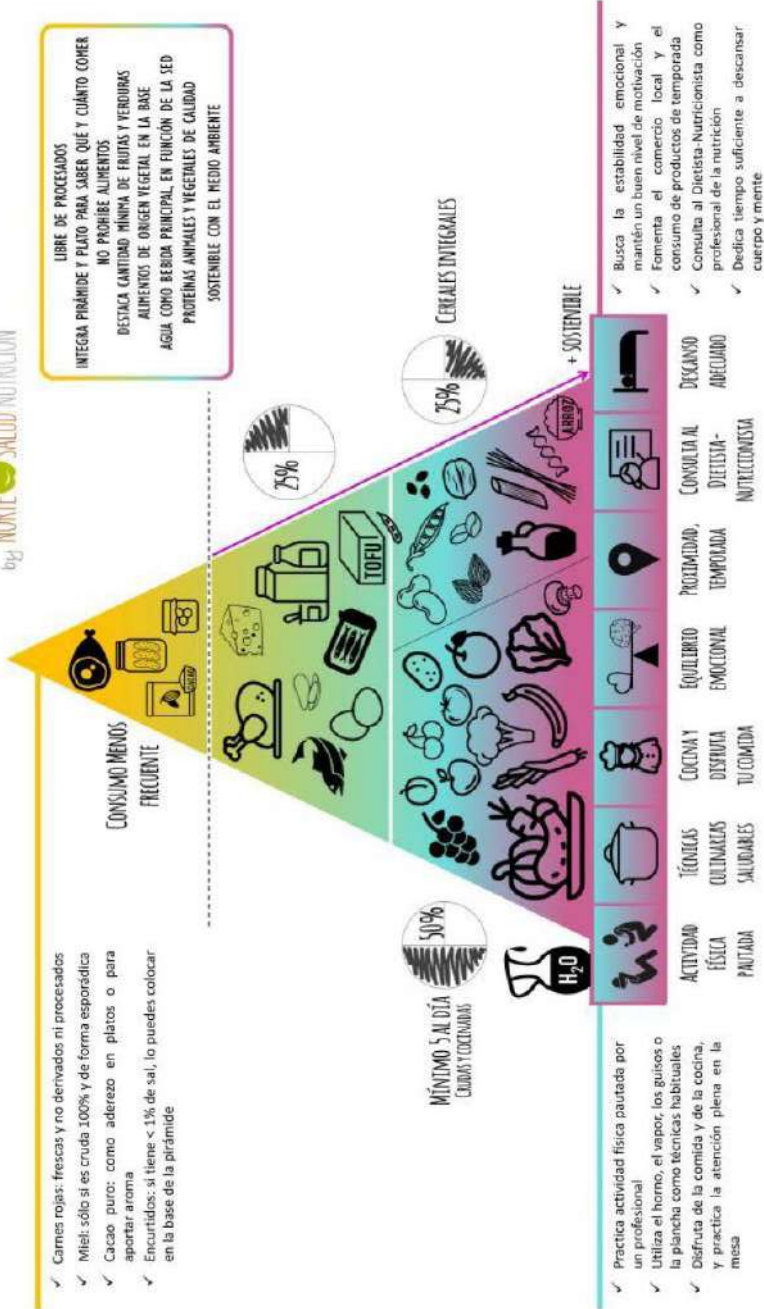 by NORTE SALUD NUTRICIÓN
LIBRE DE PROCESADOS
INTEGRA PIRÁMIDE Y PLATO PARA SABER QUÉ Y CUÁNTO COMER
NO PROHÍBE ALIMENTOS
DESTACA CANTIDAD MÍNIMA DE FRUTAS Y VERDURAS
ALIMENTOS DE ORIGEN VEGETAL EN LA BASE
AGUA COMO BEBIDA PRINCIPAL, EN FUNCIÓN DE LA SED
PROTEÍNAS ANIMALES Y VEGETALES DE CALIDAD
SOSTENIBLE CON EL MEDIO AMBIENTE
✓ Carnes rojas: frescas y no derivados ni procesados
✓ Miel: sólo si es cruda 100% y de forma esporádica
✓ Cacao puro: como aderezo en platos o para
aportar aroma
✓ Encurtidos: si tiene < 1% de sal, lo puedes colocar
en la base de la pirámide
CONSUMO MENOS
FRECUENTE
CACAO
25%
TOFU
MÍNIMO 5 AL DÍA
CRUDAS Y COCINADAS
50%
25%
CEREALES INTEGRALES
ARROZ
+ SOSTENIBLE
H2O
ACTIVIDAD
FÍSICA
PAUTADA
TÉCNICAS
CULINARIAS
SALUDABLES
COCINA Y
DISFRUTA
TU COMIDA
EQUILIBRIO
EMOCIONAL
PROXIMIDAD,
TEMPORADA
CONSULTA AL
DIETISTA-
NUTRICIONISTA
DESCANSO
ADECUADO
✓ Practica actividad física pautada por
un profesional
✓ Utiliza el horno, el vapor, los guisos o
la plancha como técnicas habituales
✓ Disfruta de la comida y de la cocina,
y practica la atención plena en la
mesa
✓ Busca la estabilidad emocional y
mantén un buen nivel de motivación
✓ Fomenta el comercio local y el
consumo de productos de temporada
✓ Consulta al Dietista-Nutricionista como
profesional de la nutrición
✓ Dedica tiempo suficiente a descansar
cuerpo y mente